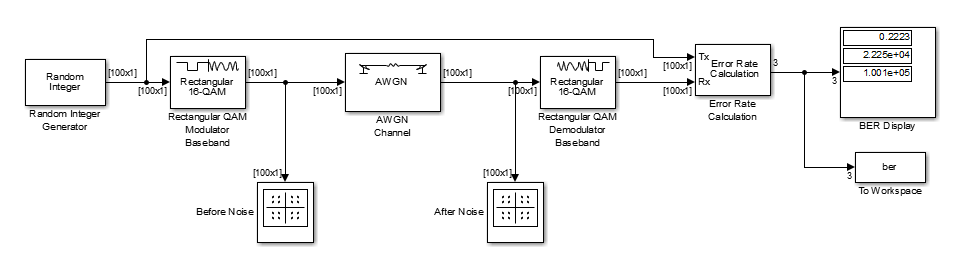 Random
Integer
Random Integer
Generator
[100x1]
[100x1]
Rectangular
16-QAM
Rectangular QAM
Modulator
Baseband
[100x1]
[100x1]
AWGN
AWGN
Channel
[100x1]
[100x1]
Rectangular
16-QAM
Rectangular QAM
Demodulator
Baseband
[100x1]
[100x1]
[100x1]
Tx
Rx
Error Rate
Calculation
Error Rate
Calculation
3
3
0.2223
2.225e+04
1.001e+05
BER Display
3
ber
To Workspace
[100x1]
Before Noise
[100x1]
After Noise